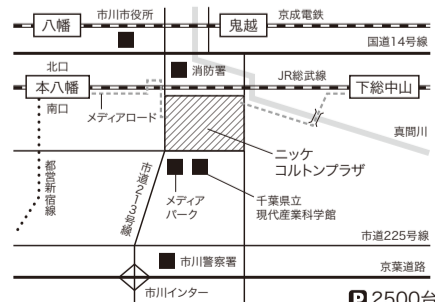 市川市役所
京成電鉄
八幡
鬼越
国道14号線
北口
消防署
JR総武線
本八幡
下総中山
南口
メディアロード
真間川
ニッケ
コルトンプラザ
都営新宿線
市道213号線
メディア
パーク
千葉県立
現代産業科学館
市道225号線
市川警察署
京葉道路
市川インター
P 2500台